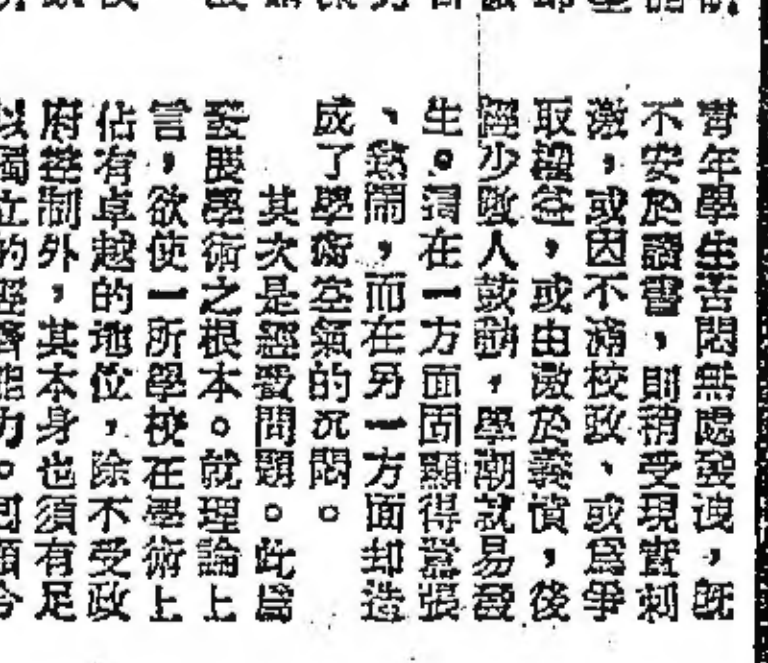 青年學生苦悶無處發洩，既
不安於讀書，則稍受現實刺
激，或因不滿校政、或爲爭
取權益，或由激於義憤，後
經少數人鼓動，學潮就易發
生。這在一方面固顯得緊張
、熱鬧，而在另一方面却造
成了學術空氣的沉悶。
其次是經費問題。此爲
發展學術之根本。就理論上
言，欲使一所學校在學術上
佔有卓越的地位，除不受政
府控制外，其本身也須有足
以獨立的經濟能力。回顧今